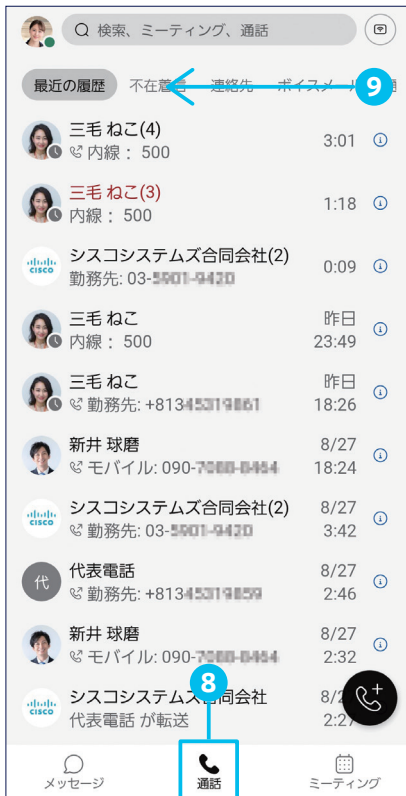 検索、ミーティング、通話
最近の履歴 不在着信 連絡先 ボイスメール
9
三毛 ねこ(4)
内線： 500
3:01
三毛 ねこ(3)
内線： 500
1:18
CISCO
シスコシステムズ合同会社(2)
勤務先: 03-
0:09
三毛 ねこ
内線： 500
昨日
23:49
三毛 ねこ
勤務先: +813
昨日
18:26
新井 球磨
モバイル: 090-
8/27
18:24
CISCO
シスコシステムズ合同会社(2)
勤務先: 03-
8/27
3:42
代
代表電話
勤務先: +813
8/27
2:46
新井 球磨
モバイル: 090-
8/27
2:32
8
CISCO
シスコシステムズ合同会社
代表電話 が転送
メッセージ
通話
ミーティング